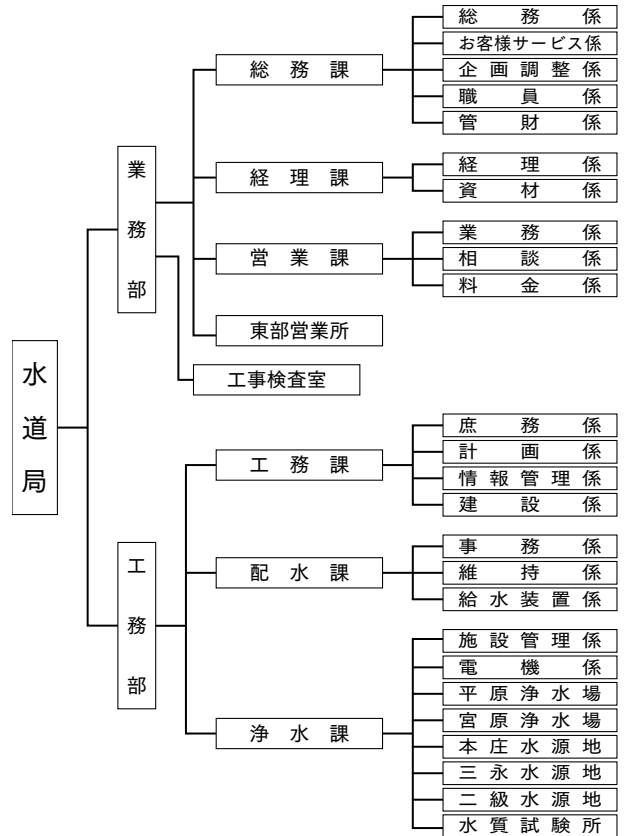 水道局
業務部
総務課
総務係
お客様サービス係
企画調整係
職員係
管財係
経理課
経理係
資材係
営業課
業務係
相談係
料金係
東部営業所
工事検査室
工務部
工務課
庶務係
計画係
情報管理係
建設係
配水課
事務係
維持係
給水装置係
浄水課
施設管理係
電機係
平原浄水場
宮原浄水場
本庄水源地
三永水源地
二級水源地
水質試験所